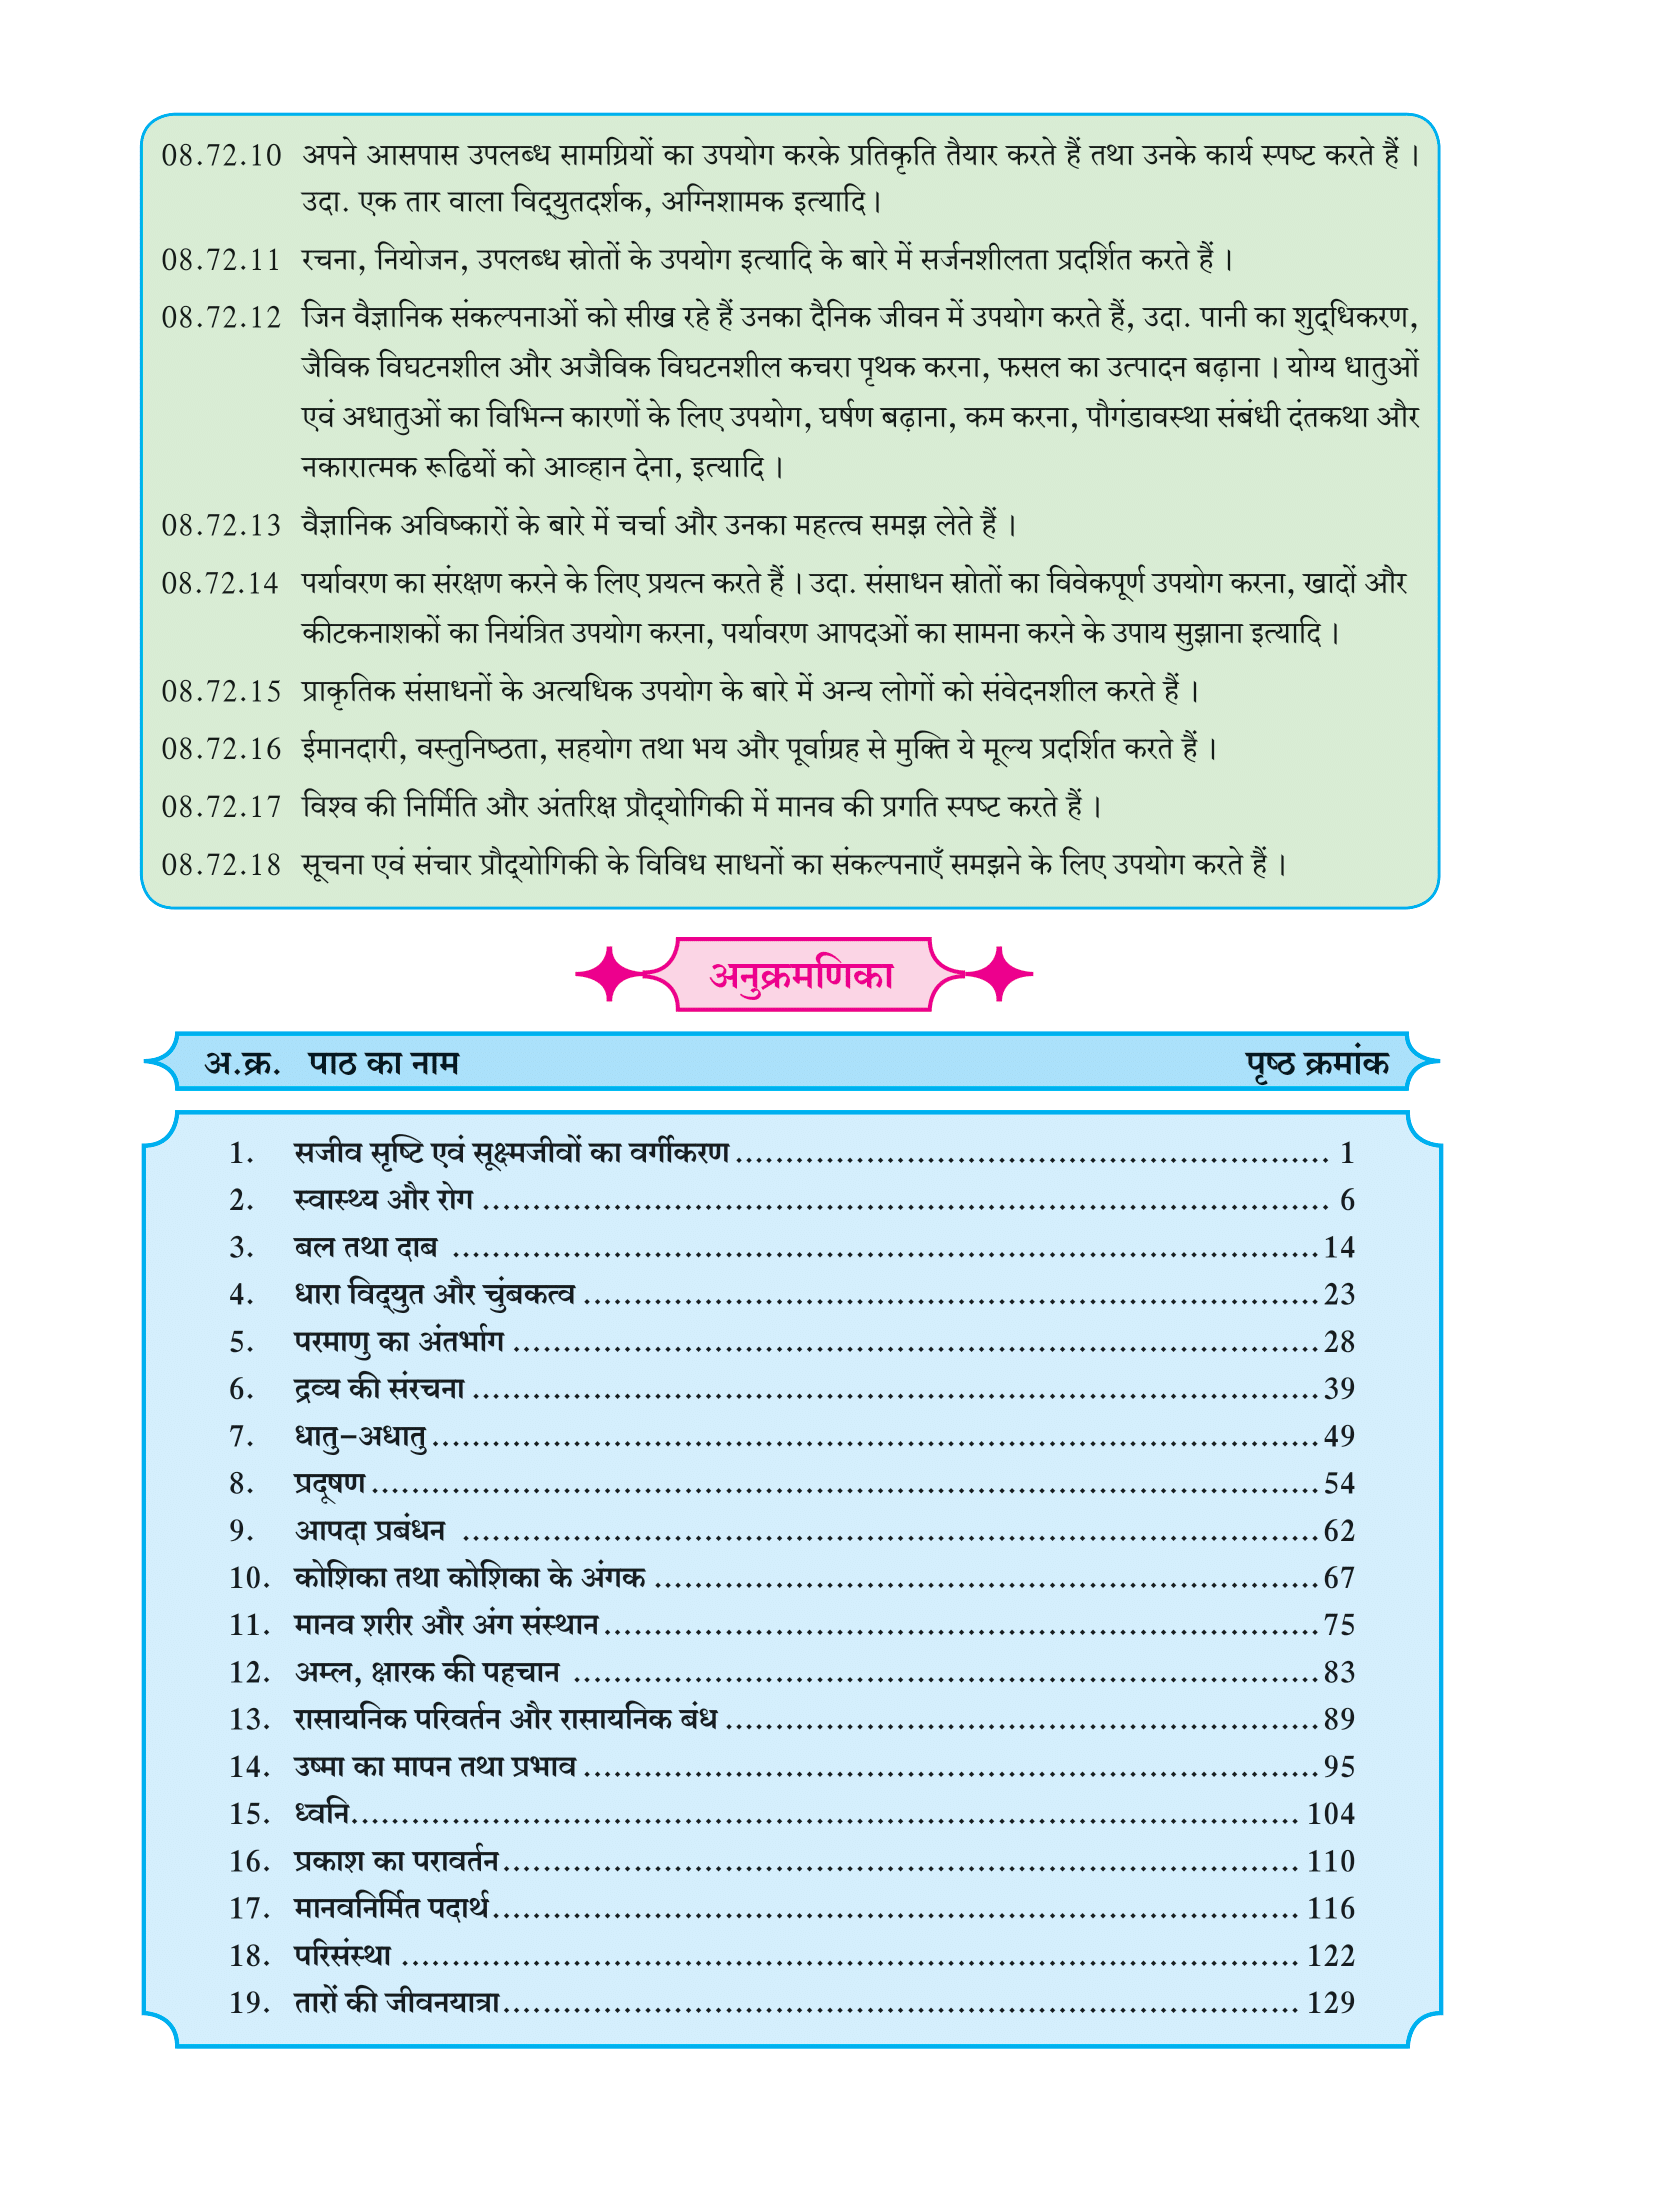 08.72.10 अपने आसपास उपलब्ध सामग्रियों का उपयोग करके प्रतिकृति तैयार करते हैं तथा उनके कार्य स्पष्ट करते हैं ।
उदा. एक तार वाला विद्‌युतदर्शक, अग्निशामक इत्यादि।
08.72.11 रचना, नियोजन, उपलब्ध स्रोतों के उपयोग इत्यादि के बारे में सर्जनशीलता प्रदर्शित करते हैं ।
08.72.12 जिन वैज्ञानिक संकल्पनाओं को सीख रहे हैं उनका दैनिक जीवन में उपयोग करते हैं, उदा. पानी का शुद्‌धिकरण,
जैविक विघटनशील और अजैविक विघटनशील कचरा पृथक करना, फसल का उत्पादन बढ़ाना । योग्य धातुओं
एवं अधातुओं का विभिन्न कारणों के लिए उपयोग, घर्षण बढ़ाना, कम करना, पौगंडावस्था संबंधी दंतकथा और
नकारात्मक रूढियों को आव्हान देना, इत्यादि ।
08.72.13 वैज्ञानिक अविष्कारों के बारे में चर्चा और उनका महत्त्व समझ लेते हैं ।
08.72.14 पर्यावरण का संरक्षण करने के लिए प्रयत्न करते हैं । उदा. संसाधन स्रोतों का विवेकपूर्ण उपयोग करना, खादों और
कीटकनाशकों का नियंत्रित उपयोग करना, पर्यावरण आपदओं का सामना करने के उपाय सुझाना इत्यादि ।
08.72.15 प्राकृतिक संसाधनों के अत्यधिक उपयोग के बारे में अन्य लोगों को संवेदनशील करते हैं ।
08.72.16 ईमानदारी, वस्तुनिष्ठता, सहयोग तथा भय और पूर्वाग्रह से मुक्ति ये मूल्य प्रदर्शित करते हैं ।
08.72.17 विश्व की निर्मिति और अंतरिक्ष प्रौद्‌योगिकी में मानव की प्रगति स्पष्ट करते हैं ।
08.72.18 सूचना एवं संचार प्रौद्‌योगिकी के विविध साधनों का संकल्पनाएँ समझने के लिए उपयोग करते हैं ।
अनुक्रमणिका
अ.क्र. पाठ का नाम पृष्ठ क्रमांक
1. सजीव सृष्टि एवं सूक्ष्मजीवों का वर्गीकरण ........ 1
2. स्वास्थ्य और रोग ........ 6
3. बल तथा दाब ........ 14
4. धारा विद्‌युत और चुंबकत्व ........ 23
5. परमाणु का अंतर्भाग ........ 28
6. द्रव्य की संरचना ........ 39
7. धातु-अधातु ........ 49
8. प्रदूषण ........ 54
9. आपदा प्रबंधन ........ 62
10. कोशिका तथा कोशिका के अंगक ........ 67
11. मानव शरीर और अंग संस्थान ........ 75
12. अम्ल, क्षारक की पहचान ........ 83
13. रासायनिक परिवर्तन और रासायनिक बंध ........ 89
14. उष्मा का मापन तथा प्रभाव ........ 95
15. ध्वनि ........ 104
16. प्रकाश का परावर्तन ........ 110
17. मानवनिर्मित पदार्थ ........ 116
18. परिसंस्था ........ 122
19. तारों की जीवनयात्रा ........ 129